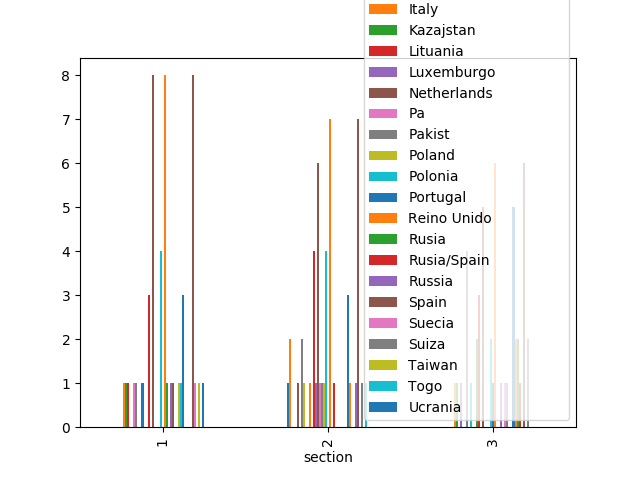 Italy
Kazajstan
Lituania
Luxemburgo
Netherlands
Pa
Pakist
Poland
Polonia
Portugal
Reino Unido
Rusia
Rusia/Spain
Russia
Spain
Suecia
Suiza
Taiwan
Togo
Ucrania
8
7
6
5
4
3
2
1
0
1
2
3
section